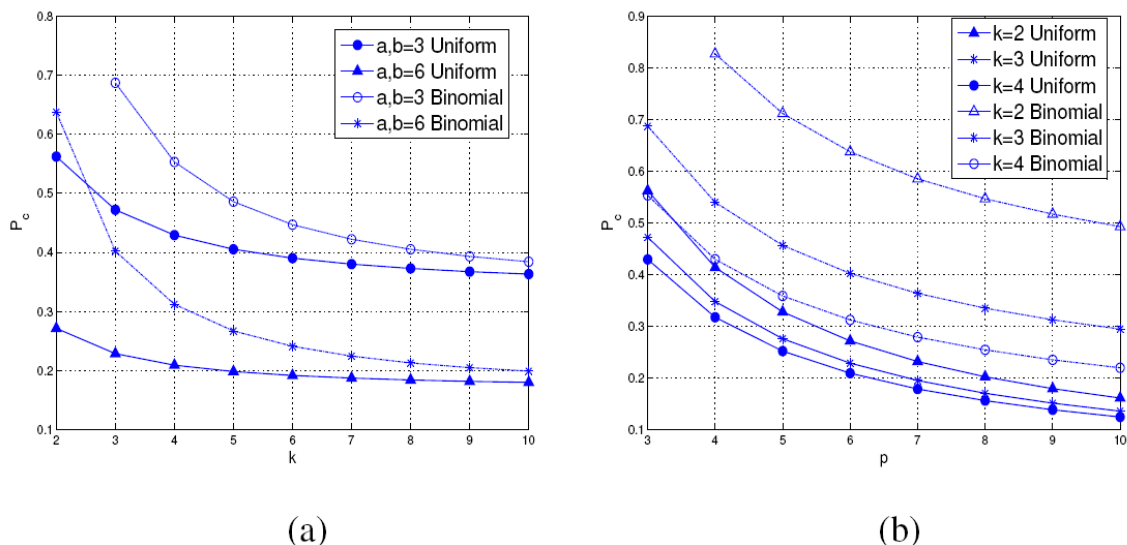 0.8
0.7
0.6
0.5
0.4
0.3
0.2
0.1
P_c
2 3 4 5 6 7 8 9 10
k
a,b=3 Uniform
a,b=6 Uniform
a,b=3 Binomial
a,b=6 Binomial
(a)
0.9
0.8
0.7
0.6
0.5
0.4
0.3
0.2
0.1
P_c
3 4 5 6 7 8 9 10
p
k=2 Uniform
k=3 Uniform
k=4 Uniform
k=2 Binomial
k=3 Binomial
k=4 Binomial
(b)